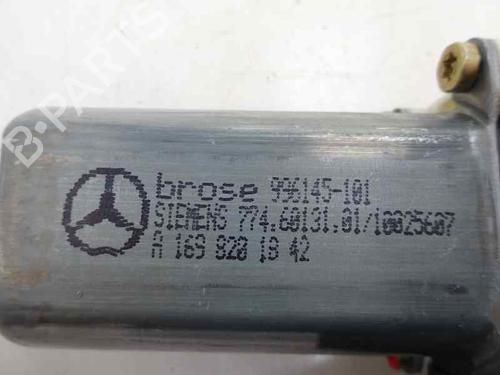 B-PARTS
brose 996145-101
SIEMENS 774.60131.01/10025607
A 169 820 18 42